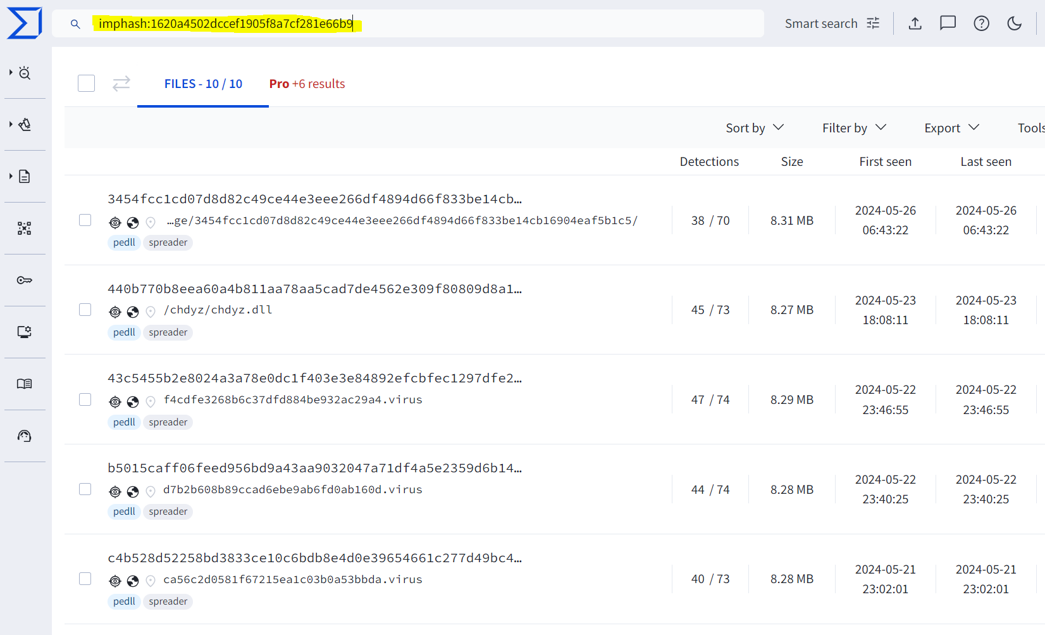 imphash:1620a4502dccef1905f8a7cf281e66b9
Smart search
FILES - 10 / 10
Pro +6 results
Sort by
Filter by
Export
Tools
Detections
Size
First seen
Last seen
3454fcc1cd07d8d82c49ce44e3eee266df4894d66f833be14cb…
…ge/3454fcc1cd07d8d82c49ce44e3eee266df4894d66f833be14cb16904eaf5b1c5/
pedll
spreader
38 / 70
8.31 MB
2024-05-26
06:43:22
2024-05-26
06:43:22
440b770b8eea60a4b811aa78aa5cad7de4562e309f80809d8a1…
/chdyz/chdyz.dll
pedll
spreader
45 / 73
8.27 MB
2024-05-23
18:08:11
2024-05-23
18:08:11
43c5455b2e8024a3a78e0dc1f403e3e84892efcbfec1297dfe2…
f4cdfe3268b6c37dfd884be932ac29a4.virus
pedll
spreader
47 / 74
8.29 MB
2024-05-22
23:46:55
2024-05-22
23:46:55
b5015caff06feed956bd9a43aa9032047a71df4a5e2359d6b14…
d7b2b608b89ccad6ebe9ab6fd0ab160d.virus
pedll
spreader
44 / 74
8.28 MB
2024-05-22
23:40:25
2024-05-22
23:40:25
c4b528d52258bd3833ce10c6bdb8e4d0e39654661c277d49bc4…
ca56c2d0581f67215ea1c03b0a53bbda.virus
pedll
spreader
40 / 73
8.28 MB
2024-05-21
23:02:01
2024-05-21
23:02:01